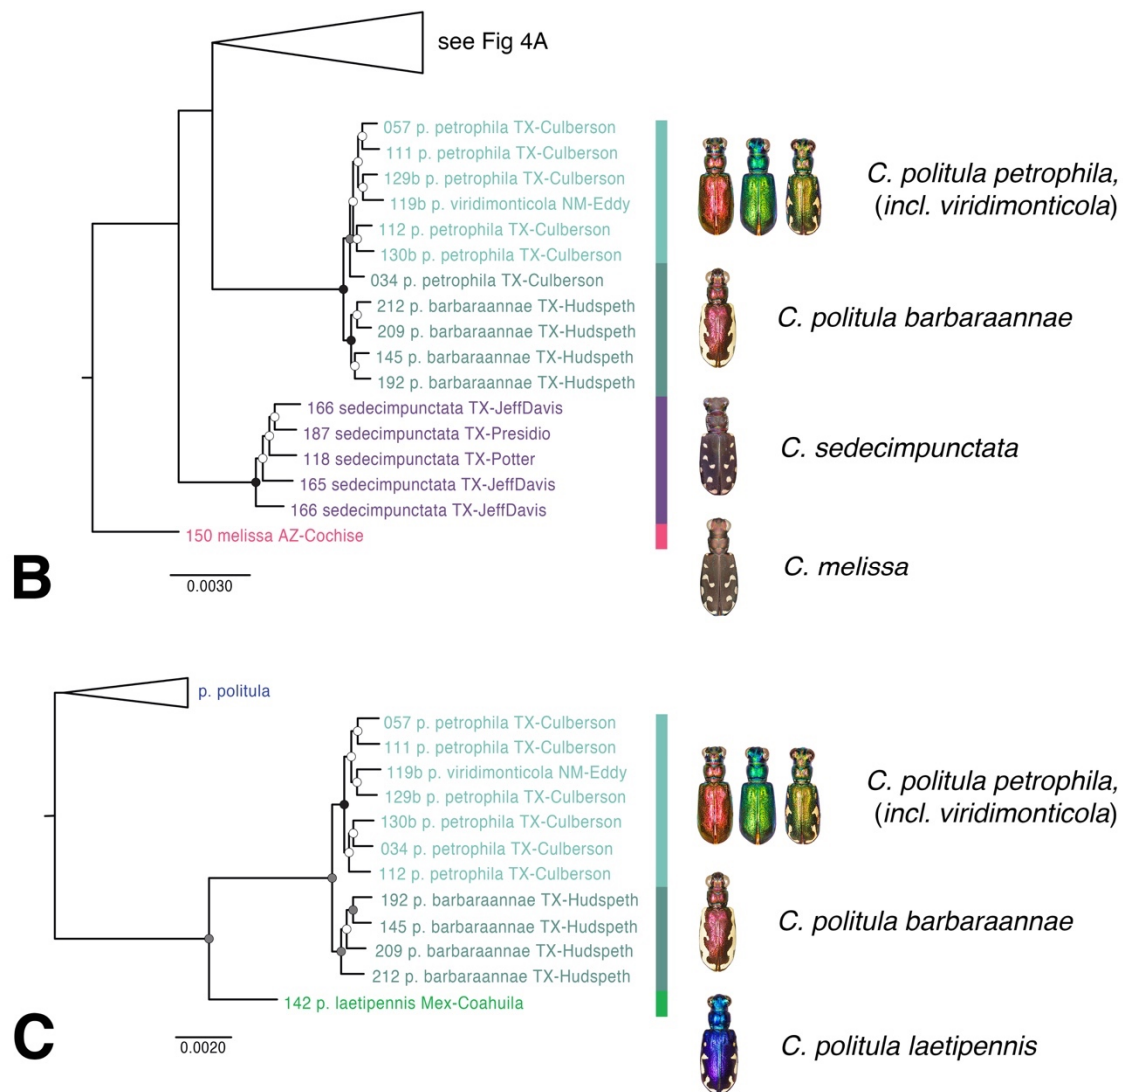 see Fig 4A
057 p. petrophila TX-Culberson
111 p. petrophila TX-Culberson
129b p. petrophila TX-Culberson
119b p. viridimonticola NM-Eddy
112 p. petrophila TX-Culberson
130b p. petrophila TX-Culberson
034 p. petrophila TX-Culberson
212 p. barbaraannae TX-Hudspeth
209 p. barbaraannae TX-Hudspeth
145 p. barbaraannae TX-Hudspeth
192 p. barbaraannae TX-Hudspeth
166 sedecimpunctata TX-JeffDavis
187 sedecimpunctata TX-Presidio
118 sedecimpunctata TX-Potter
165 sedecimpunctata TX-JeffDavis
166 sedecimpunctata TX-JeffDavis
150 melissa AZ-Cochise
C. politula petrophila,
(incl. viridimonticola)
C. politula barbaraannae
C. sedecimpunctata
C. melissa
B
0.0030
p. politula
057 p. petrophila TX-Culberson
111 p. petrophila TX-Culberson
119b p. viridimonticola NM-Eddy
129b p. petrophila TX-Culberson
130b p. petrophila TX-Culberson
034 p. petrophila TX-Culberson
112 p. petrophila TX-Culberson
192 p. barbaraannae TX-Hudspeth
145 p. barbaraannae TX-Hudspeth
209 p. barbaraannae TX-Hudspeth
212 p. barbaraannae TX-Hudspeth
142 p. laetipennis Mex-Coahuila
C. politula petrophila,
(incl. viridimonticola)
C. politula barbaraannae
C. politula laetipennis
C
0.0020